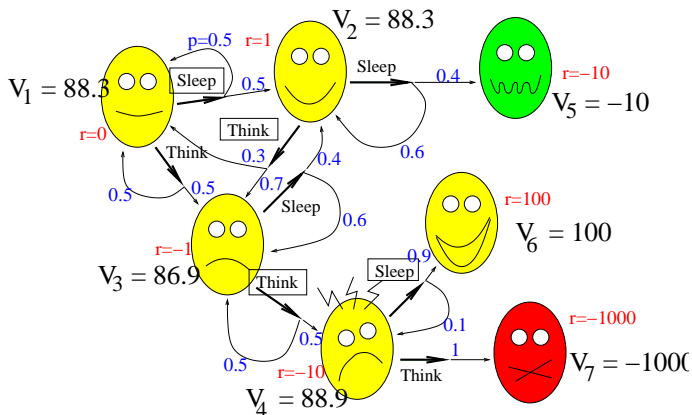 V2 = 88.3
r=1
p=0.5
Sleep
0.5
V1 = 88.3
r=0
Sleep
0.4
r=−10
V5 = −10
Think
0.6
Think
0.3
0.4
0.7
0.5
0.5
Sleep
0.6
r=−1
V3 = 86.9
r=100
V6 = 100
Think
Sleep
0.9
0.1
0.5
0.5
r=−10
V4 = 88.9
Think
1
r=−1000
V7 = −1000